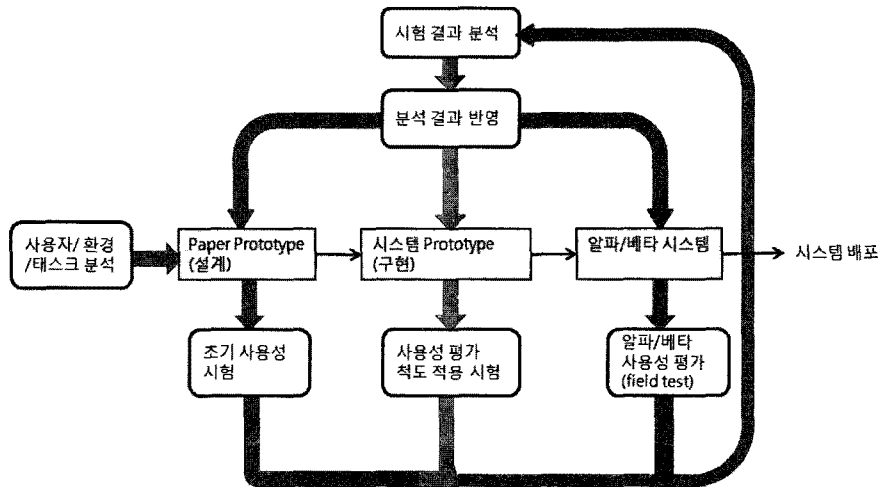 시험 결과 분석
분석 결과 반영
사용자/ 환경
/태스크 분석
Paper Prototype
(설계)
시스템 Prototype
(구현)
알파/베타 시스템
시스템 배포
초기 사용성
시험
사용성 평가
척도 적용 시험
알파/베타
사용성 평가
(field test)